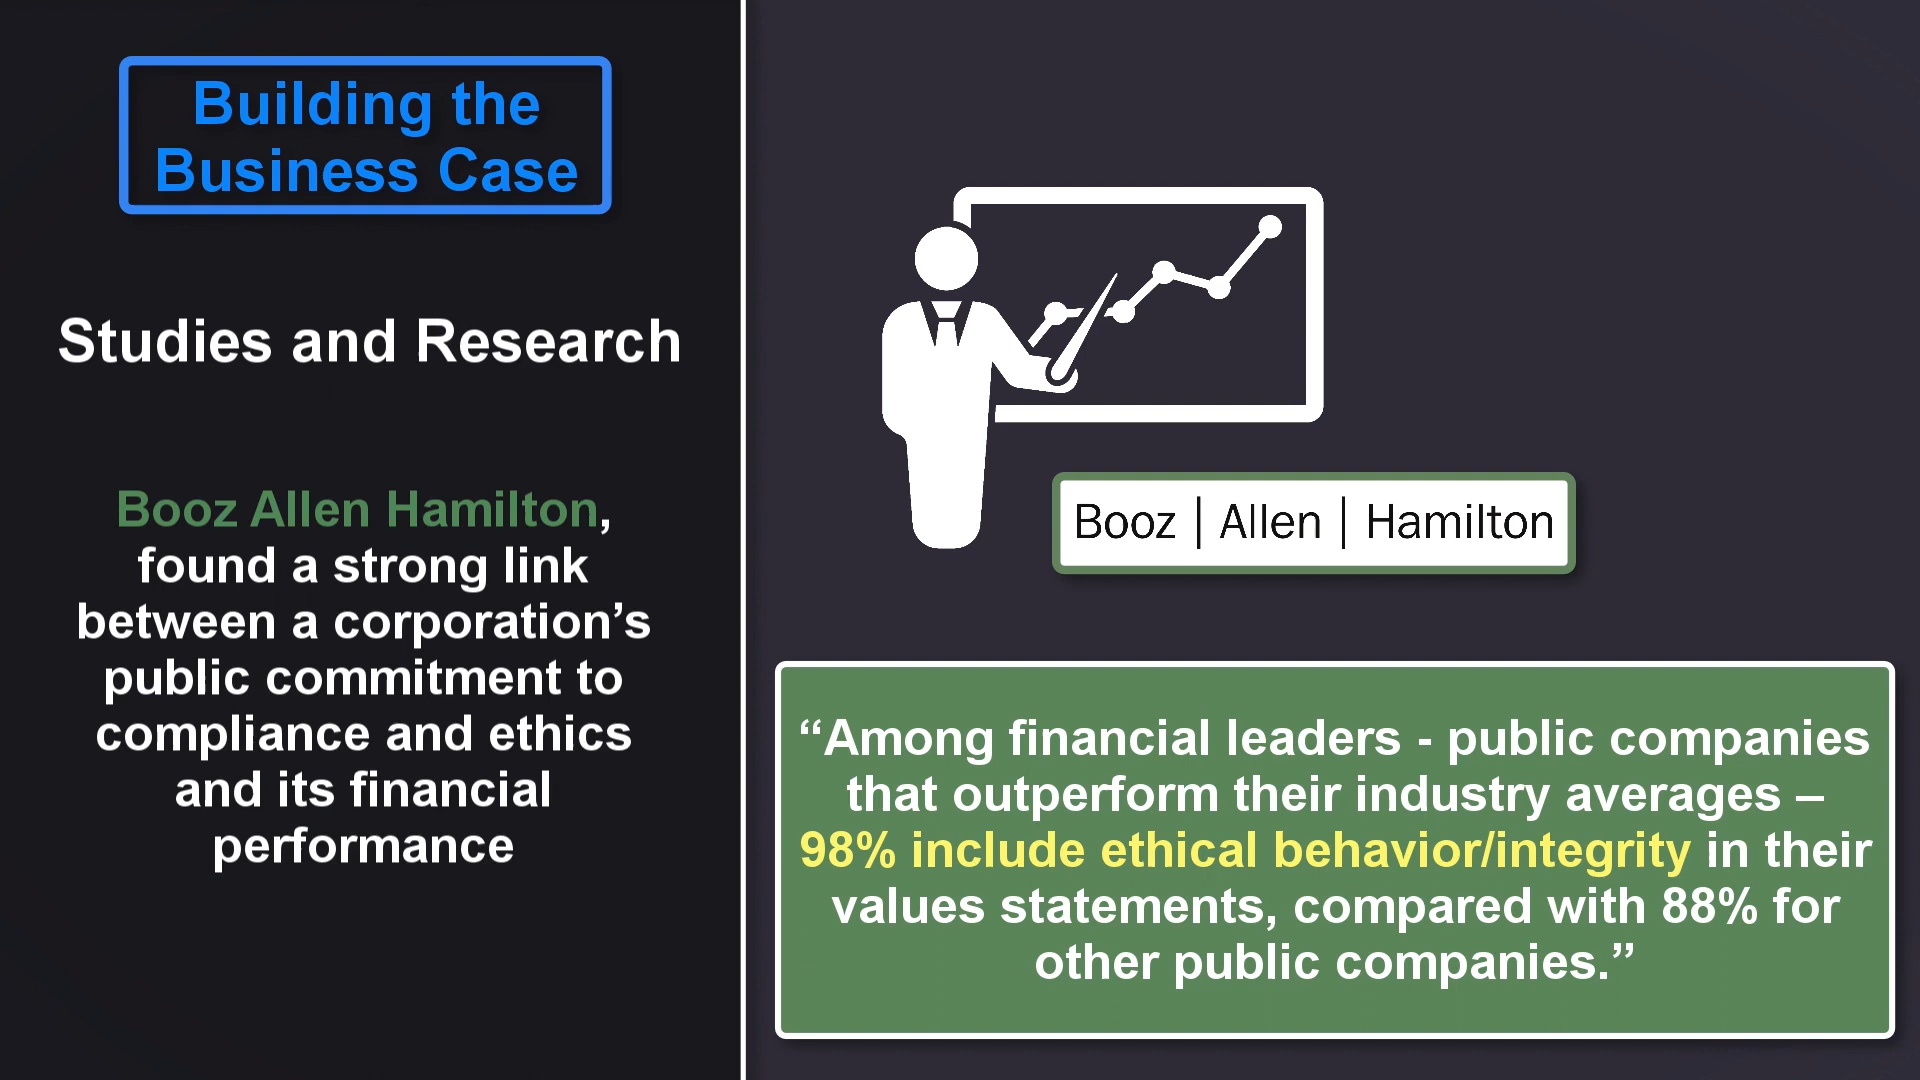 Building the
Business Case
Studies and Research
Booz Allen Hamilton,
found a strong link
between a corporation’s
public commitment to
compliance and ethics
and its financial
performance
Booz | Allen | Hamilton
“Among financial leaders - public companies
that outperform their industry averages –
98% include ethical behavior/integrity in their
values statements, compared with 88% for
other public companies.”